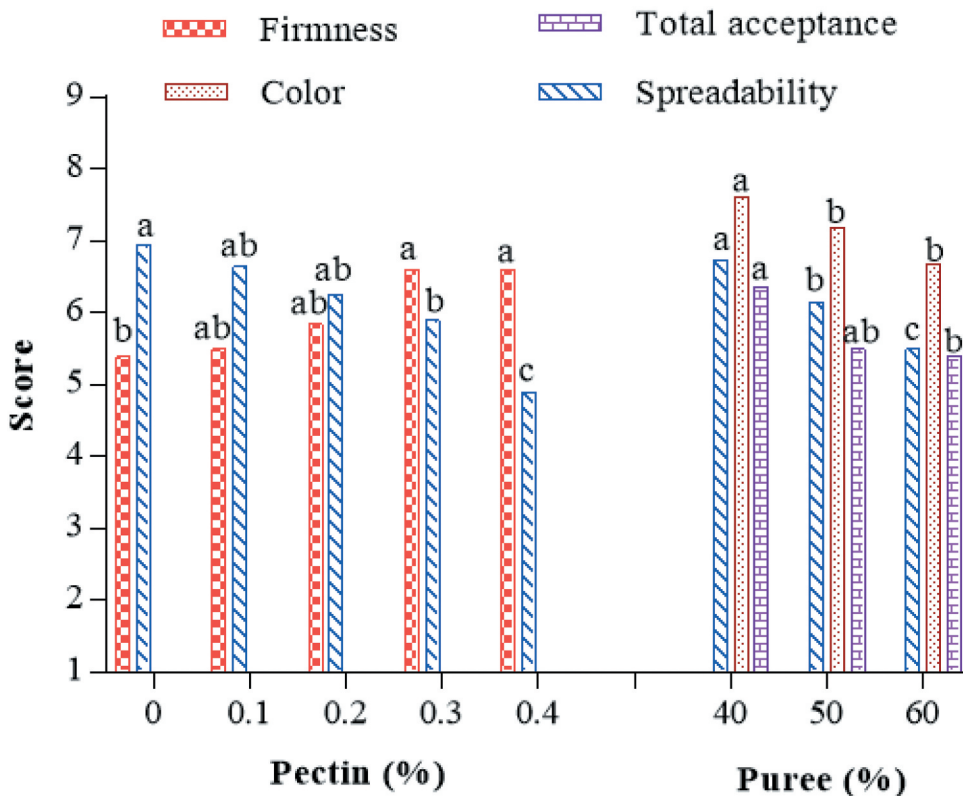 Firmness
Total acceptance
Color
Spreadability
Score
9
8
7
6
5
4
3
2
1
b a
ab ab
ab ab
a b
a c
a a a
b b ab
c b b
0 0.1 0.2 0.3 0.4 40 50 60
Pectin (%) Puree (%)